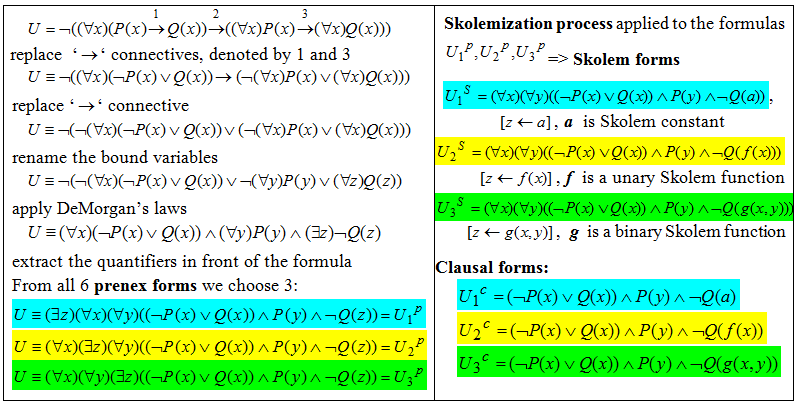 1 2 3
U = ¬((∀x)(P(x) → Q(x)) → ((∀x)P(x) → (∀x)Q(x)))
replace ‘ → ‘ connectives, denoted by 1 and 3
U ≡ ¬((∀x)(¬P(x) ∨ Q(x)) → (¬(∀x)P(x) ∨ (∀x)Q(x)))
replace ‘ → ‘ connective
U ≡ ¬(¬(∀x)(¬P(x) ∨ Q(x)) ∨ (¬(∀x)P(x) ∨ (∀x)Q(x)))
rename the bound variables
U ≡ ¬(¬(∀x)(¬P(x) ∨ Q(x)) ∨ ¬(∀y)P(y) ∨ (∀z)Q(z))
apply DeMorgan’s laws
U ≡ (∀x)(¬P(x) ∨ Q(x)) ∧ (∀y)P(y) ∧ (∃z)¬Q(z)
extract the quantifiers in front of the formula
From all 6 prenex forms we choose 3:
U ≡ (∃z)(∀x)(∀y)((¬P(x) ∨ Q(x)) ∧ P(y) ∧ ¬Q(z)) = U₁ᵖ
U ≡ (∀x)(∃z)(∀y)((¬P(x) ∨ Q(x)) ∧ P(y) ∧ ¬Q(z)) = U₂ᵖ
U ≡ (∀x)(∀y)(∃z)((¬P(x) ∨ Q(x)) ∧ P(y) ∧ ¬Q(z)) = U₃ᵖ
Skolemization process applied to the formulas
U₁ᵖ, U₂ᵖ, U₃ᵖ => Skolem forms
U₁ˢ = (∀x)(∀y)((¬P(x) ∨ Q(x)) ∧ P(y) ∧ ¬Q(a)) ,
[z ← a] , a is Skolem constant
U₂ˢ = (∀x)(∀y)((¬P(x) ∨ Q(x)) ∧ P(y) ∧ ¬Q(f(x)))
[z ← f(x)] , f is a unary Skolem function
U₃ˢ = (∀x)(∀y)((¬P(x) ∨ Q(x)) ∧ P(y) ∧ ¬Q(g(x, y)))
[z ← g(x, y)] , g is a binary Skolem function
Clausal forms:
U₁ᶜ = (¬P(x) ∨ Q(x)) ∧ P(y) ∧ ¬Q(a)
U₂ᶜ = (¬P(x) ∨ Q(x)) ∧ P(y) ∧ ¬Q(f(x))
U₃ᶜ = (¬P(x) ∨ Q(x)) ∧ P(y) ∧ ¬Q(g(x, y))